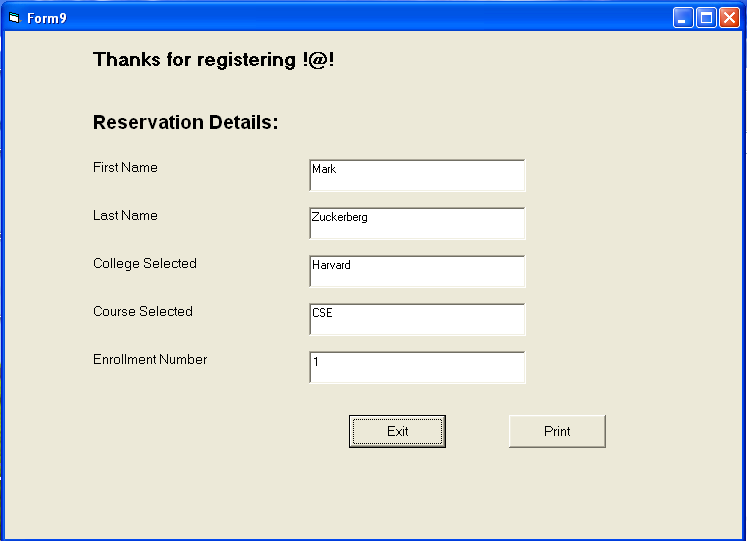 Form9
Thanks for registering !@!
Reservation Details:
First Name Mark
Last Name Zuckerberg
College Selected Harvard
Course Selected CSE
Enrollment Number 1
Exit Print